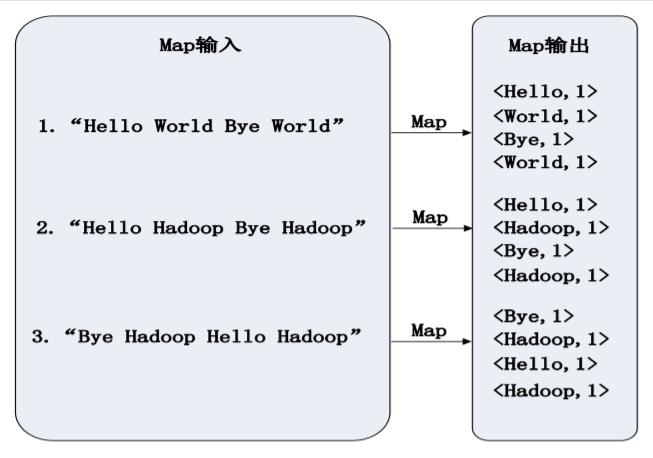 Map输入
Map输出
1. “Hello World Bye World”
Map
<Hello,1>
<World,1>
<Bye,1>
<World,1>
2. “Hello Hadoop Bye Hadoop”
Map
<Hello,1>
<Hadoop,1>
<Bye,1>
<Hadoop,1>
3. “Bye Hadoop Hello Hadoop”
Map
<Bye,1>
<Hadoop,1>
<Hello,1>
<Hadoop,1>